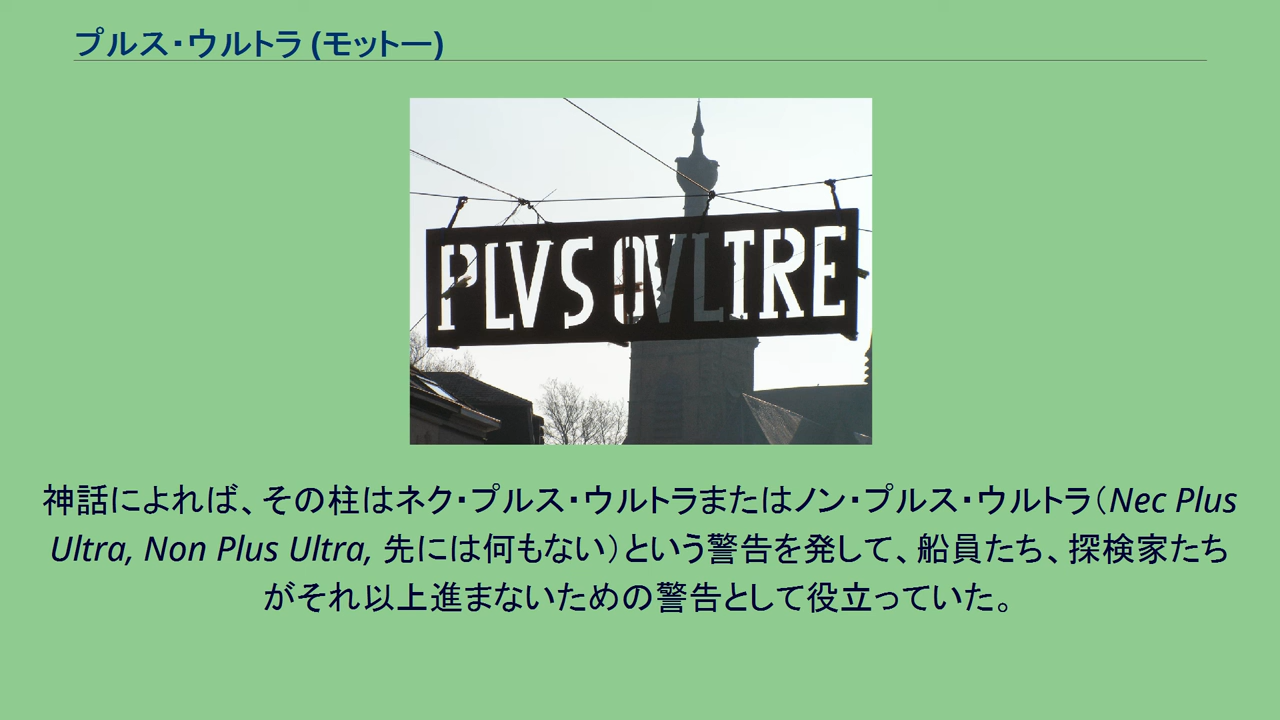 プルス・ウルトラ (モットー)
PLVS OVLTRE
神話によれば、その柱はネク・プルス・ウルトラまたはノン・プルス・ウルトラ（Nec Plus
Ultra, Non Plus Ultra, 先には何もない）という警告を発して、船員たち、探検家たち
がそれ以上進まないための警告として役立っていた。